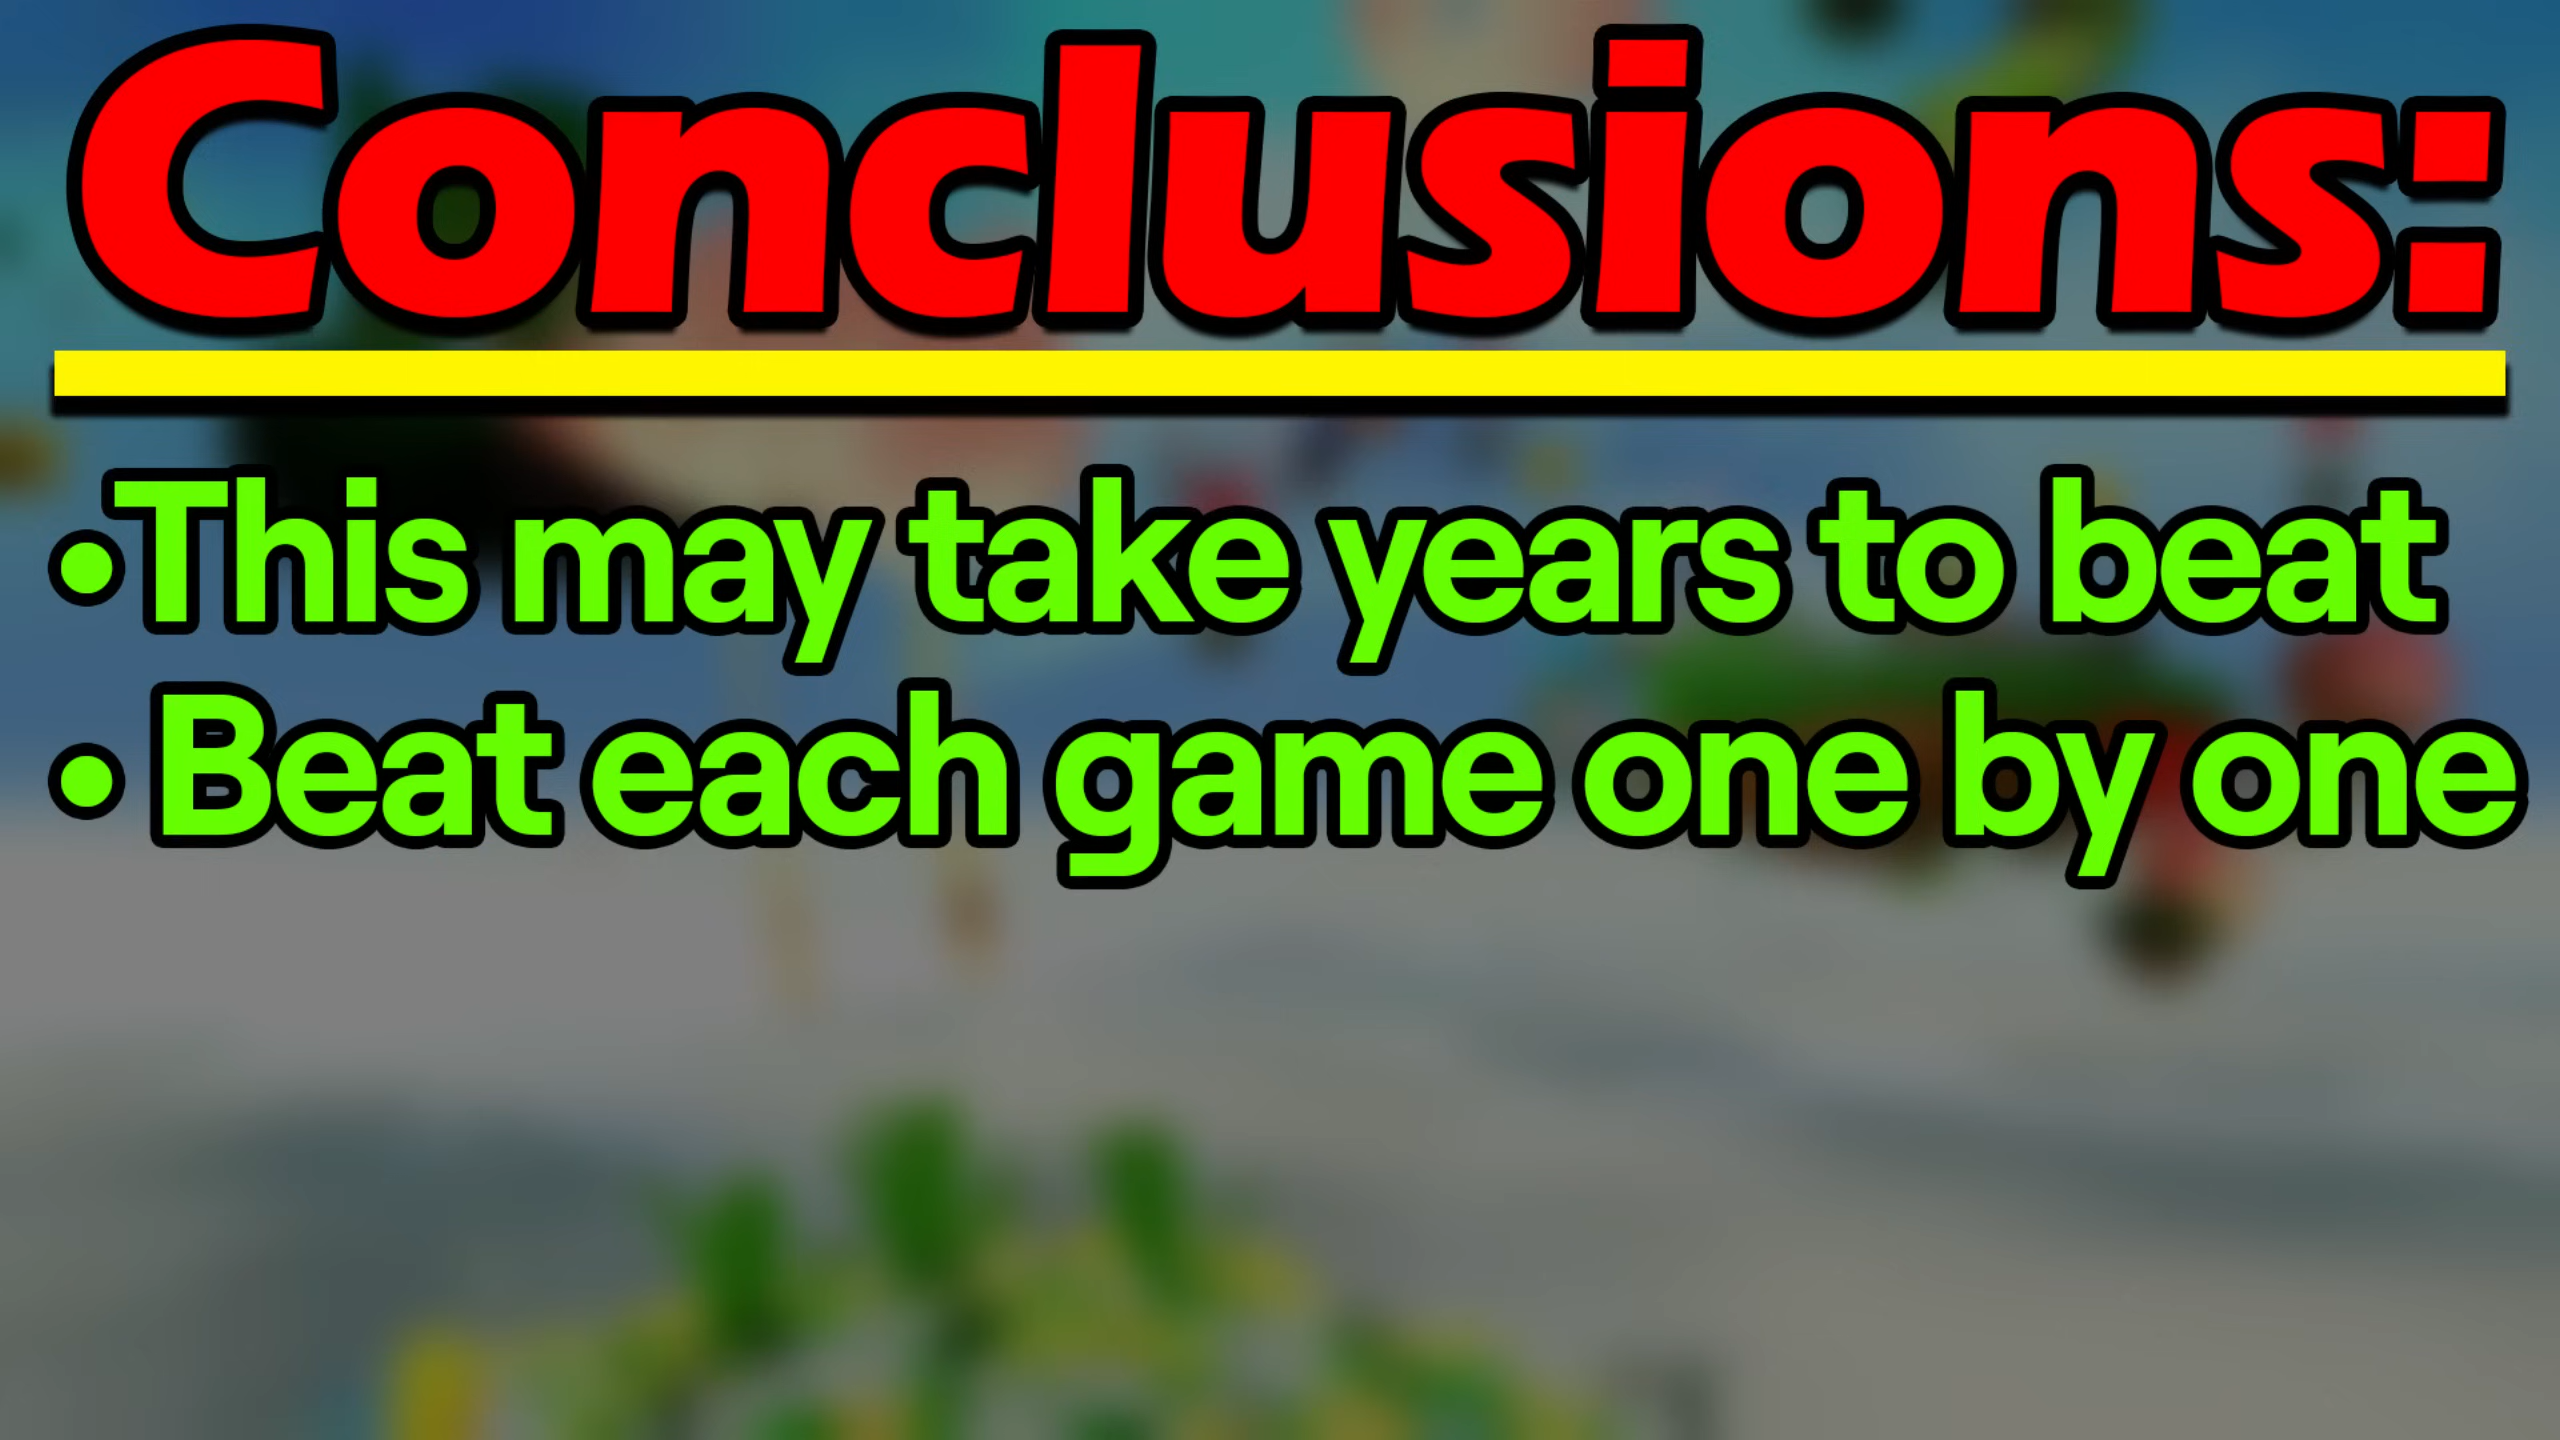 Conclusions:
•This may take years to beat
• Beat each game one by one